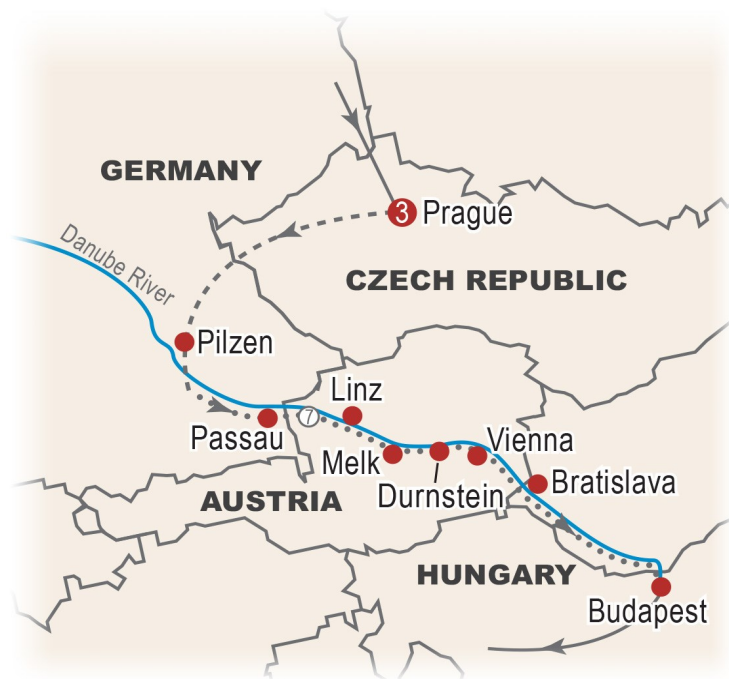 GERMANY
3 Prague
Danube River
CZECH REPUBLIC
Pilzen
Linz
7
Passau
Vienna
Melk
Durnstein
Bratislava
AUSTRIA
HUNGARY
Budapest